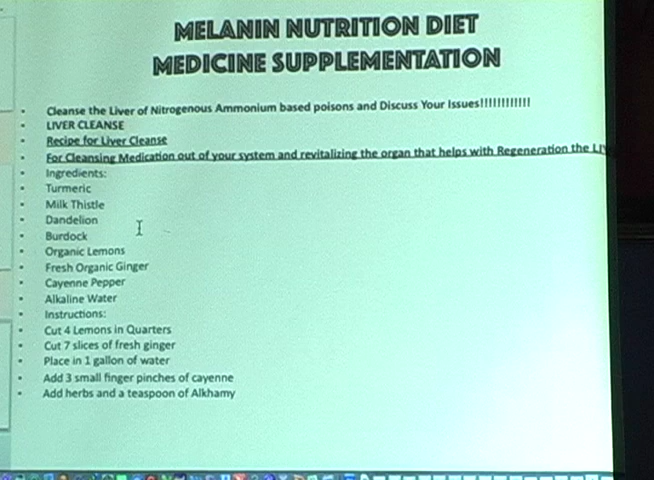 MELANIN NUTRITION DIET
MEDICINE SUPPLEMENTATION
Cleanse the Liver of Nitrogenous Ammonium based poisons and Discuss Your Issues!!!!!!!!!!!!
LIVER CLEANSE
Recipe for Liver Cleanse
For Cleansing Medication out of your system and revitalizing the organ that helps with Regeneration the
Ingredients:
Turmeric
Milk Thistle
Dandelion
Burdock
Organic Lemons
Fresh Organic Ginger
Cayenne Pepper
Alkaline Water
Instructions:
Cut 4 Lemons in Quarters
Cut 7 slices of fresh ginger
Place in 1 gallon of water
Add 3 small finger pinches of cayenne
Add herbs and a teaspoon of Alkhamy